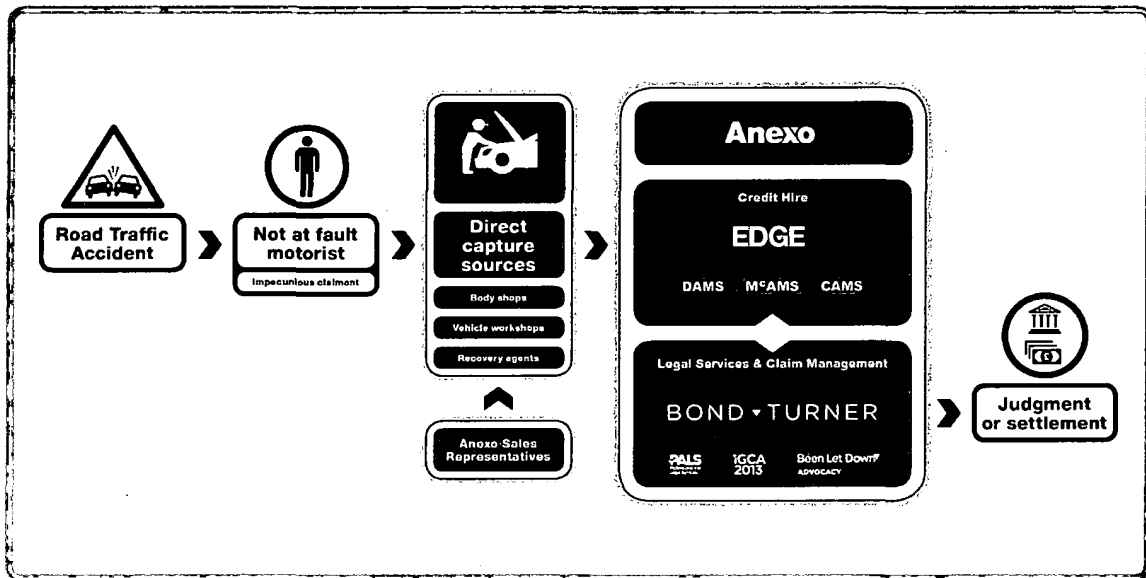 Road Traffic
Accident
Not at fault
motorist
Impecunious claimant
Direct
capture
sources
Body shops
Vehicle workshops
Recovery agents
Anexo Sales
Representatives
Anexo
Credit Hire
EDGE
DAMS McAMS CAMS
Legal Services & Claim Management
BOND TURNER
PALS
IGCA
2013
Been Let Down?
ADVOCACY
Judgment
or settlement